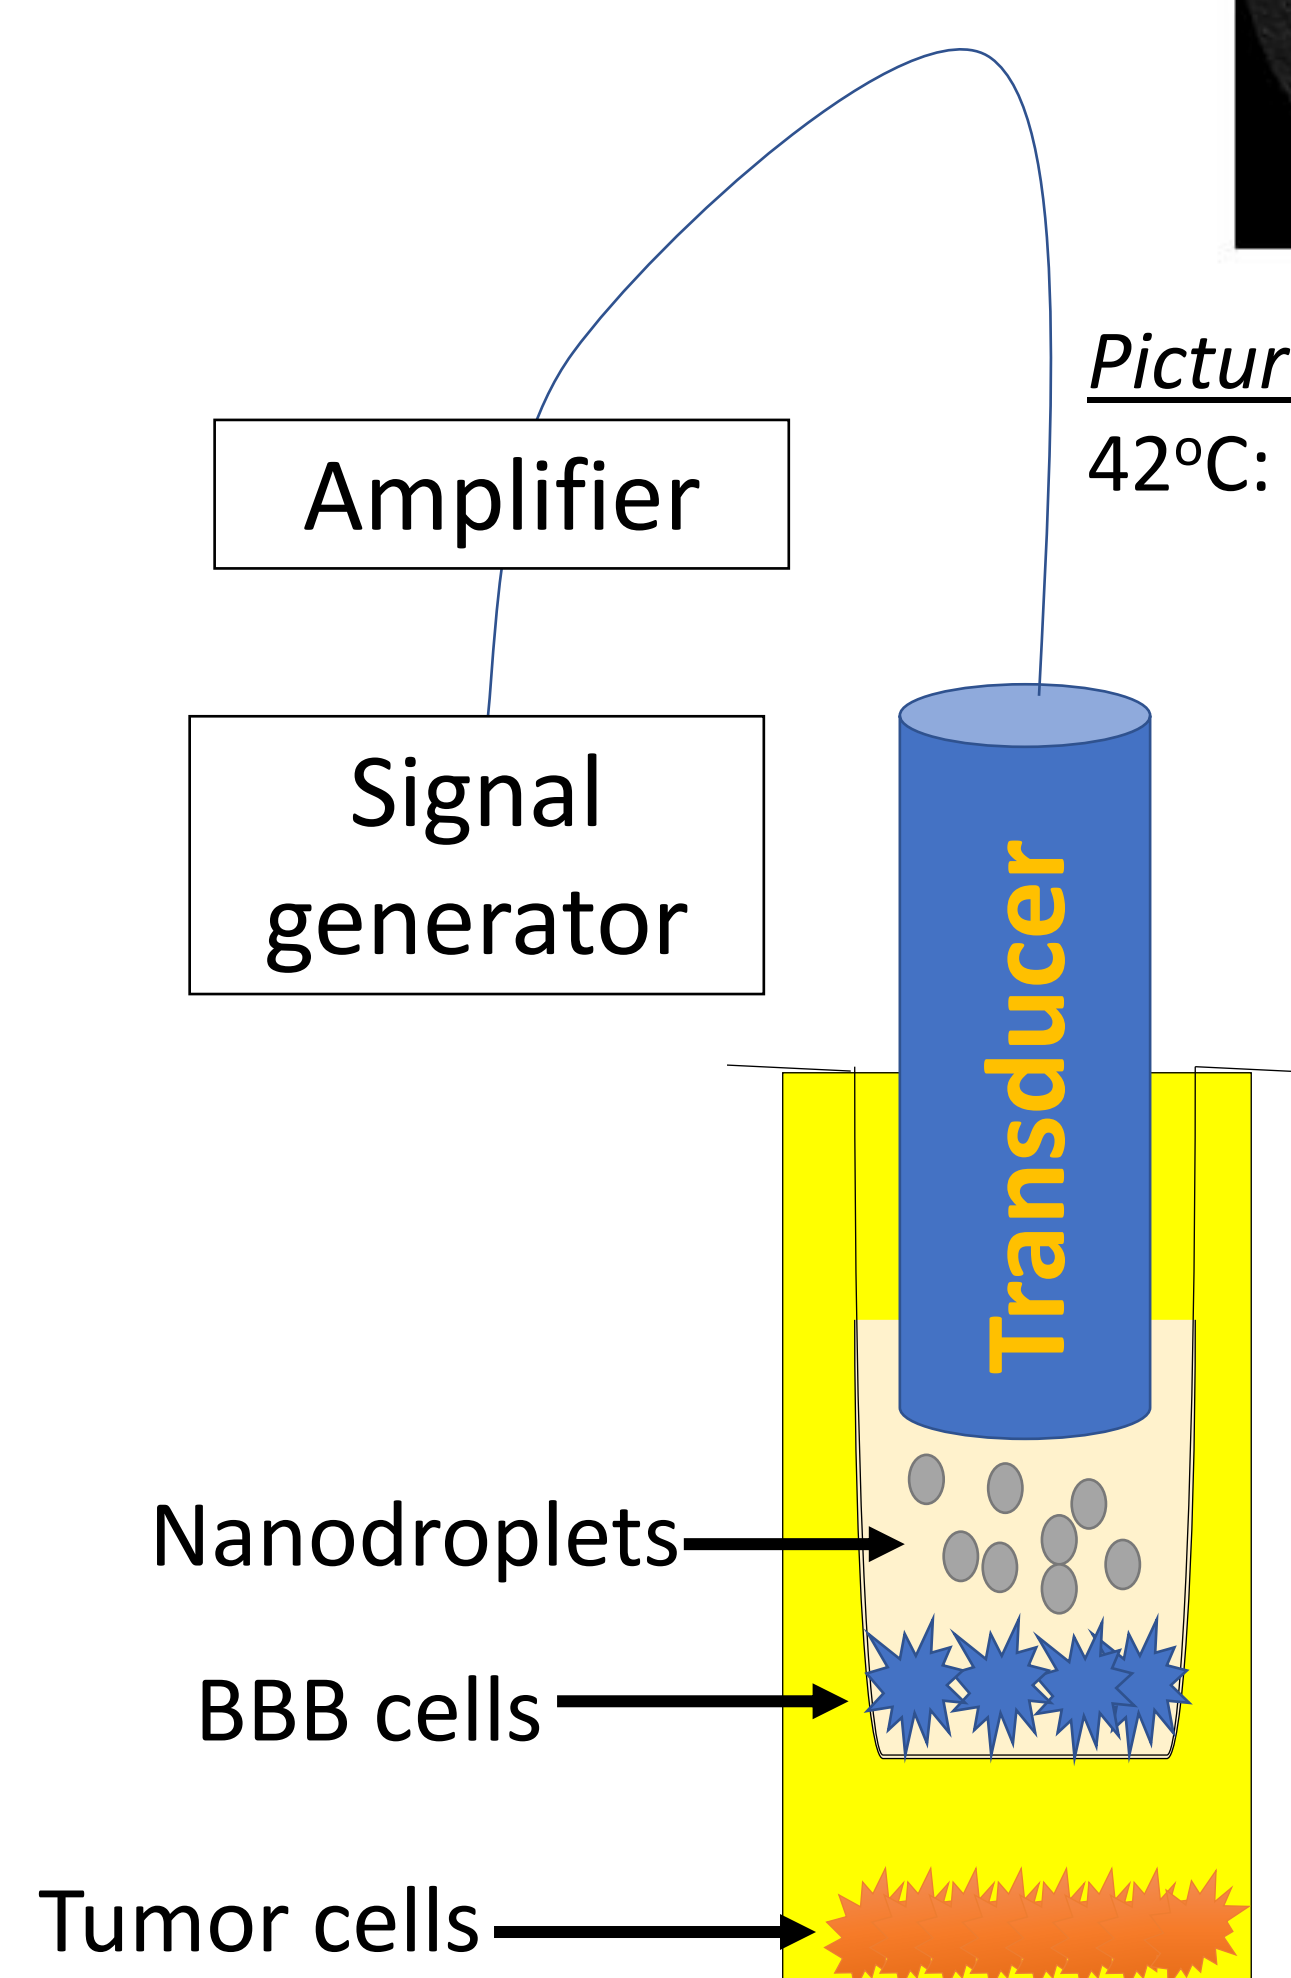 Pictur
42°C:
Amplifier
Signal
generator
Transducer
Nanodroplets
BBB cells
Tumor cells